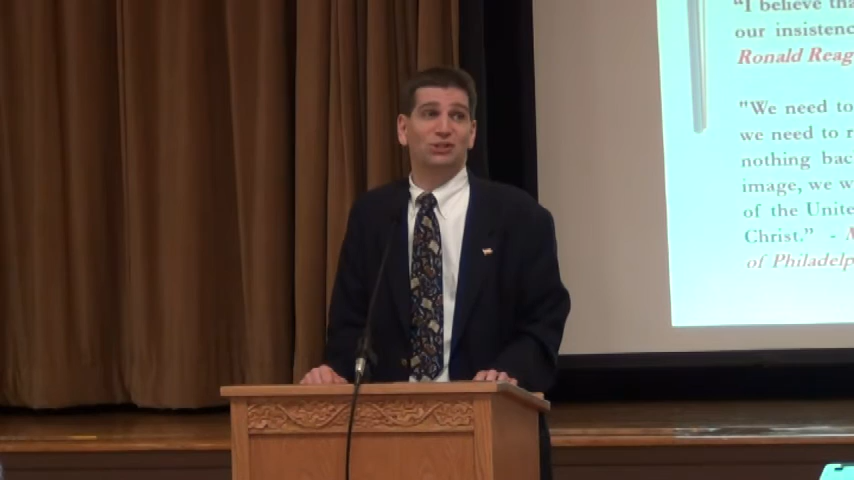 "I believe tha
our insistenc
Ronald Reag
"We need to
we need to r
nothing bac
image, we w
of the Unite
Christ." -
of Philadelp